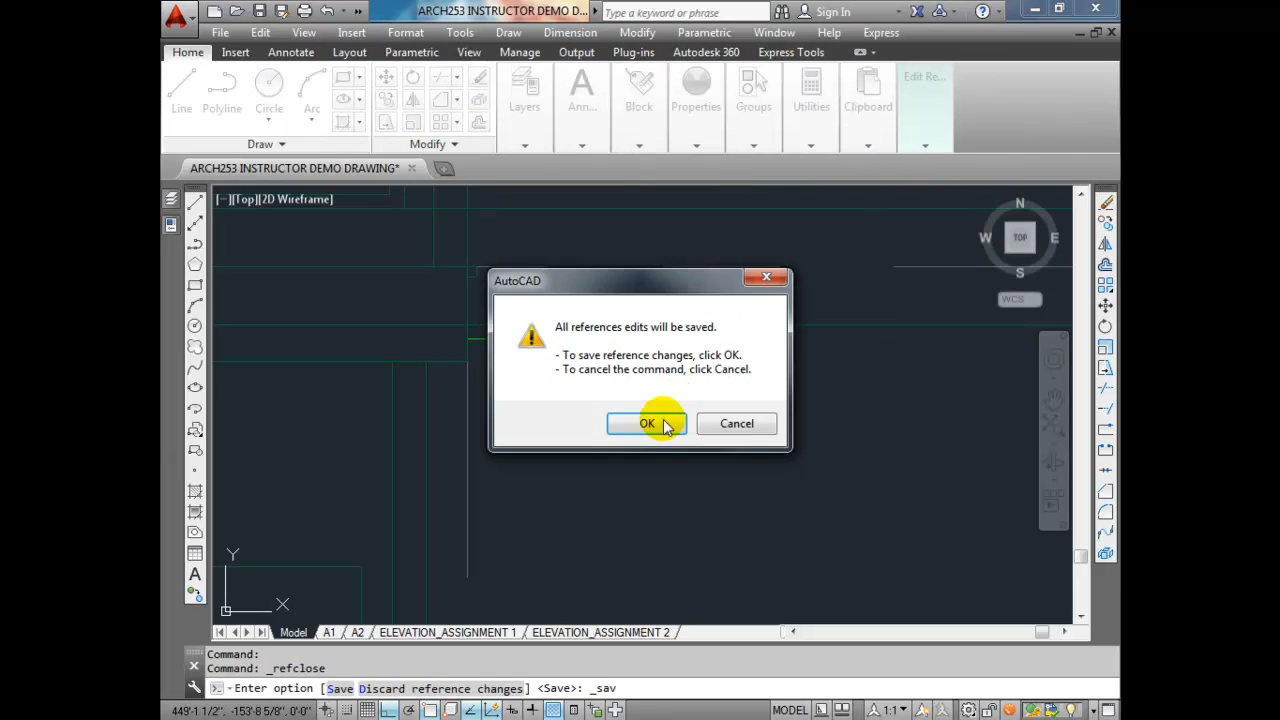 ARCH253 INSTRUCTOR DEMO D...
Type a keyword or phrase
Sign In
File Edit View Insert Format Tools Draw Dimension Modify Parametric Window Help Express
Home Insert Annotate Layout Parametric View Manage Output Plug-ins Autodesk 360 Express Tools
Line Polyline Circle Arc Layers Ann... Block Properties Groups Utilities Clipboard Edit Re...
Draw Modify
ARCH253 INSTRUCTOR DEMO DRAWING*
[−][Top][2D Wireframe]
N
W TOP E
S
WCS
AutoCAD
All references edits will be saved.
- To save reference changes, click OK.
- To cancel the command, click Cancel.
OK Cancel
Y
X
A
Model A1 A2 ELEVATION_ASSIGNMENT 1 ELEVATION_ASSIGNMENT 2
Command:
Command: _refclose
Enter option [Save Discard reference changes] <Save>: _sav
449'-1 1/2", -153'-8 5/8", 0'-0" MODEL 1:1